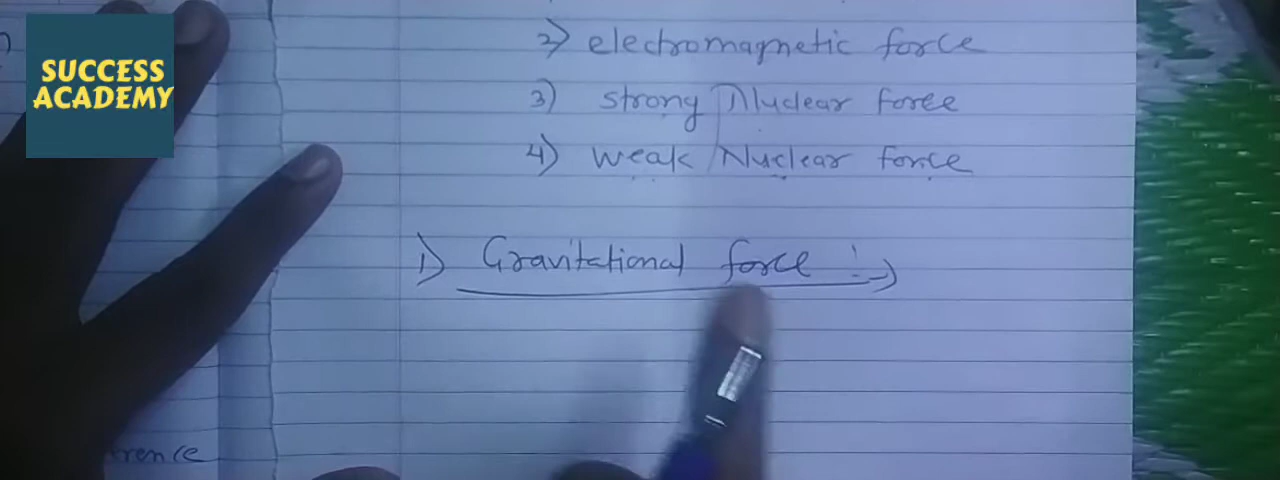 SUCCESS
ACADEMY
2) electromagnetic force
3) strong Nuclear force
4) weak Nuclear force
1) Gravitational force :->